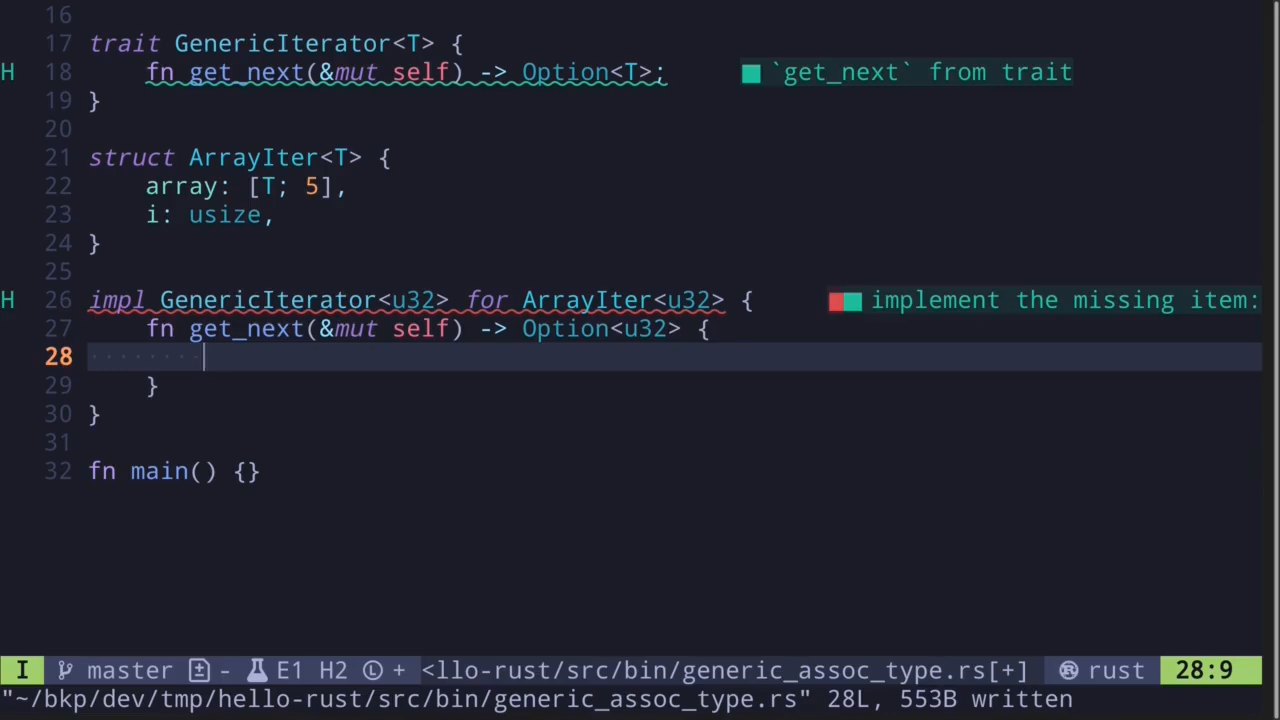 16
17 trait GenericIterator<T> {
H 18     fn get_next(&mut self) -> Option<T>;     ■ `get_next` from trait
19 }
20
21 struct ArrayIter<T> {
22     array: [T; 5],
23     i: usize,
24 }
25
H 26 impl GenericIterator<u32> for ArrayIter<u32> {     ■■ implement the missing item:
27     fn get_next(&mut self) -> Option<u32> {
28 ········
29     }
30 }
31
32 fn main() {}
I master - E1 H2 Ⓛ + <llo-rust/src/bin/generic_assoc_type.rs[+] rust 28:9
"~/bkp/dev/tmp/hello-rust/src/bin/generic_assoc_type.rs" 28L, 553B written